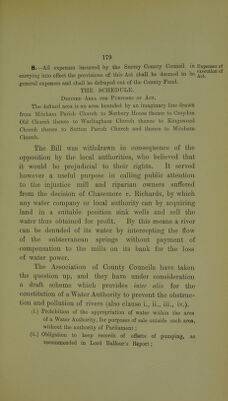 179
8.—All expenses incurred by the Surrey County Council in
Expenses of execution of Act.
carrying into effect the provisions of this Act shall be deemed to be
general expenses and shall be defrayed out of the County Fund.
THE SCHEDULE.
Defined Area for Purposes of Act.
The defined area is an area bounded by an imaginary line drawn
from Mitcham Parish Church to Norbury House thence to Croydon
Old Church thence to Warlingham Church thence to Kingswood
Church thence to Sutton Parish Church and thence to Mitcham
Church.
The Bill was withdrawn in consequence of the
opposition by the local authorities, who believed that
it would be prejudicial to their rights. It served
however a useful purpose in calling public attention
to the injustice mill and riparian owners suffered
from the decision of Chasemore v. Richards, by which
any water company or local authority can by acquiring
land in a suitable position sink wells and sell the
water thus obtained for profit. By this means a river
can be denuded of its water by intercepting the flow
of the subterranean springs without payment of
compensation to the mills on its bank for the loss
of water power.
The Association of County Councils have taken
the question up, and they have under consideration
a draft scheme which provides inter alia for the
constitution of a Water Authority to prevent the obstruc-
tion and pollution of rivers (also clause i., ii., iii., iv.).
(i.) Prohibition of the appropriation of water within the area
of a Water Authority, for purposes of sale outside such area,
without the authority of Parliament;
(ii.) Obligation to keep records of effects of pumping, as
recommended in Lord Balfour's Report;